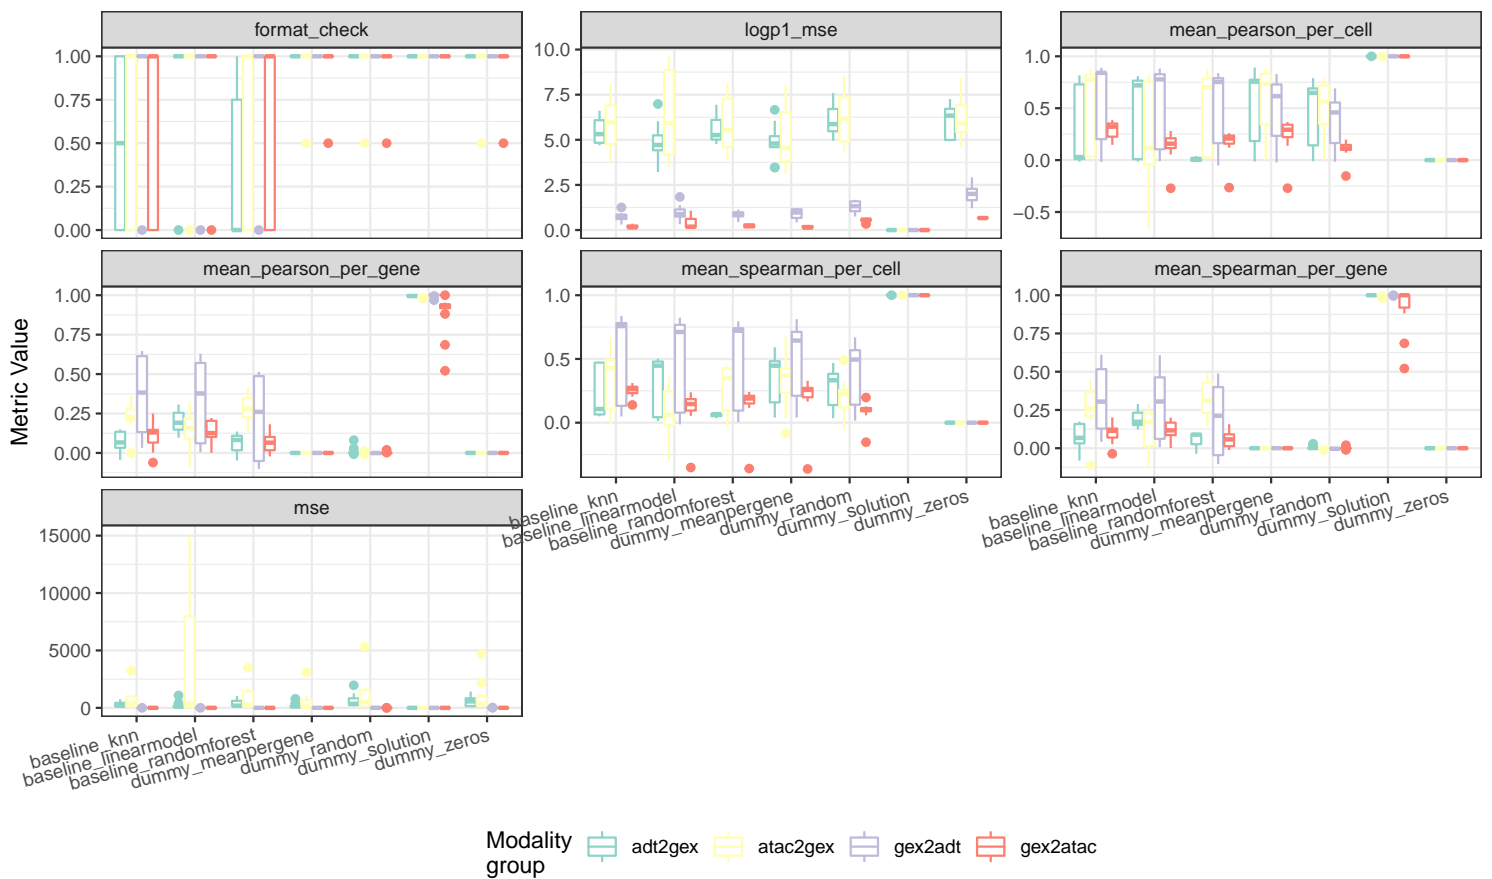 format_check
logp1_mse
mean_pearson_per_cell
1.00
0.75
0.50
0.25
0.00
10.0
7.5
5.0
2.5
0.0
1.0
0.5
0.0
−0.5
mean_pearson_per_gene
mean_spearman_per_cell
mean_spearman_per_gene
1.00
0.75
0.50
0.25
0.00
1.0
0.5
0.0
1.00
0.75
0.50
0.25
0.00
Metric Value
baseline_knn
baseline_linearmodel
baseline_randomforest
dummy_meanpergene
dummy_random
dummy_solution
dummy_zeros
baseline_knn
baseline_linearmodel
baseline_randomforest
dummy_meanpergene
dummy_random
dummy_solution
dummy_zeros
mse
15000
10000
5000
0
baseline_knn
baseline_linearmodel
baseline_randomforest
dummy_meanpergene
dummy_random
dummy_solution
dummy_zeros
Modality
group
adt2gex
atac2gex
gex2adt
gex2atac